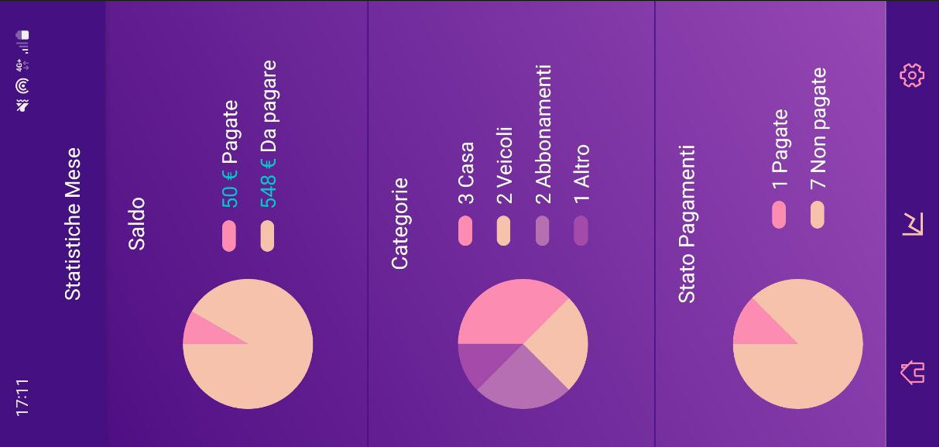 17:11
4G+
Statistiche Mese
Saldo
50 € Pagate
548 € Da pagare
Categorie
3 Casa
2 Veicoli
2 Abbonamenti
1 Altro
Stato Pagamenti
1 Pagate
7 Non pagate